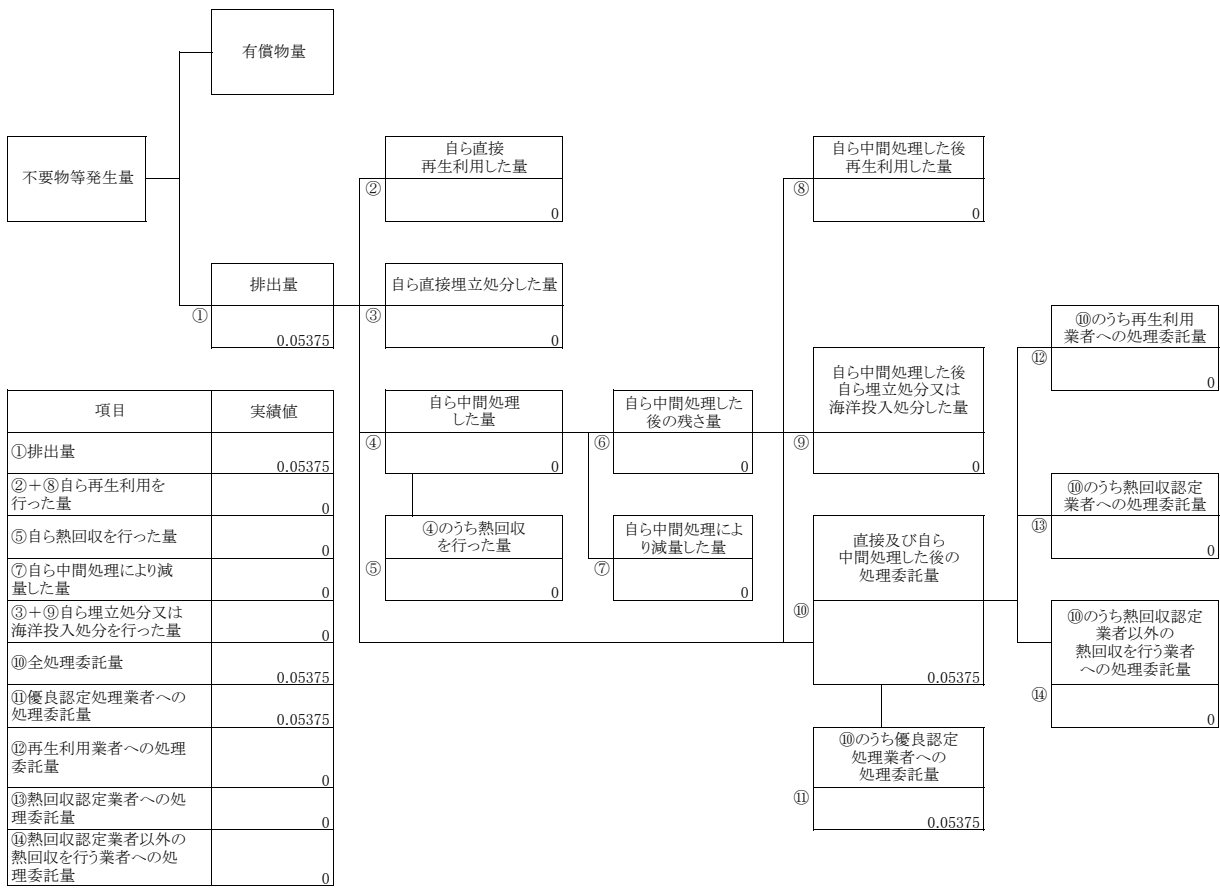 有償物量
不要物等発生量
自ら直接
再生利用した量
②
0
自ら中間処理した後
再生利用した量
⑧
0
排出量
①
0.05375
自ら直接埋立処分した量
③
0
⑩のうち再生利用
業者への処理委託量
⑫
0
自ら中間処理
した量
④
0
自ら中間処理した
後の残さ量
⑥
0
自ら中間処理した後
自ら埋立処分又は
海洋投入処分した量
⑨
0
⑩のうち熱回収認定
業者への処理委託量
⑬
0
④のうち熱回収
を行った量
⑤
0
自ら中間処理によ
り減量した量
⑦
0
直接及び自ら
中間処理した後の
処理委託量
⑩
0.05375
⑩のうち熱回収認定
業者以外の
熱回収を行う業者
への処理委託量
⑭
0
⑩のうち優良認定
処理業者への
処理委託量
⑪
0.05375
項目 実績値
①排出量
0.05375
②+⑧自ら再生利用を
行った量
0
⑤自ら熱回収を行った量
0
⑦自ら中間処理により減
量した量
0
③+⑨自ら埋立処分又は
海洋投入処分を行った量
0
⑩全処理委託量
0.05375
⑪優良認定処理業者への
処理委託量
0.05375
⑫再生利用業者への処理
委託量
0
⑬熱回収認定業者への処
理委託量
0
⑭熱回収認定業者以外の
熱回収を行う業者への処
理委託量
0